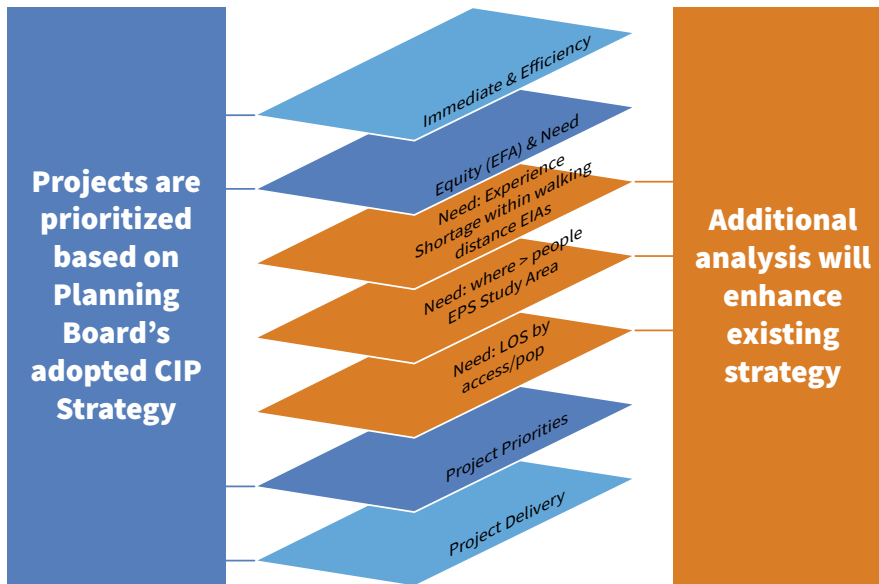 Projects are
prioritized
based on
Planning
Board’s
adopted CIP
Strategy
Immediate & Efficiency
Equity (EFA) & Need
Need: Experience
Shortage within walking
distance EIAs
Need: where > people
EPS Study Area
Need: LOS by
access/pop
Project Priorities
Project Delivery
Additional
analysis will
enhance
existing
strategy